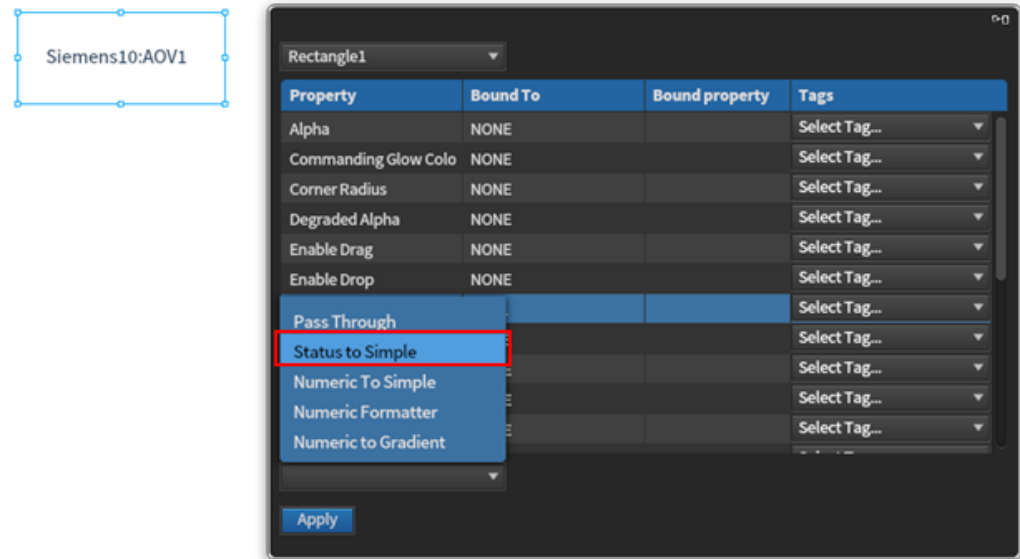 Siemens10:AOV1
Rectangle1
Property Bound To Bound property Tags
Alpha NONE Select Tag...
Commanding Glow Colo NONE Select Tag...
Corner Radius NONE Select Tag...
Degraded Alpha NONE Select Tag...
Enable Drag NONE Select Tag...
Enable Drop NONE Select Tag...
Select Tag...
Pass Through
Select Tag...
Status to Simple
Select Tag...
Numeric To Simple
Select Tag...
Numeric Formatter
Select Tag...
Numeric to Gradient
Apply